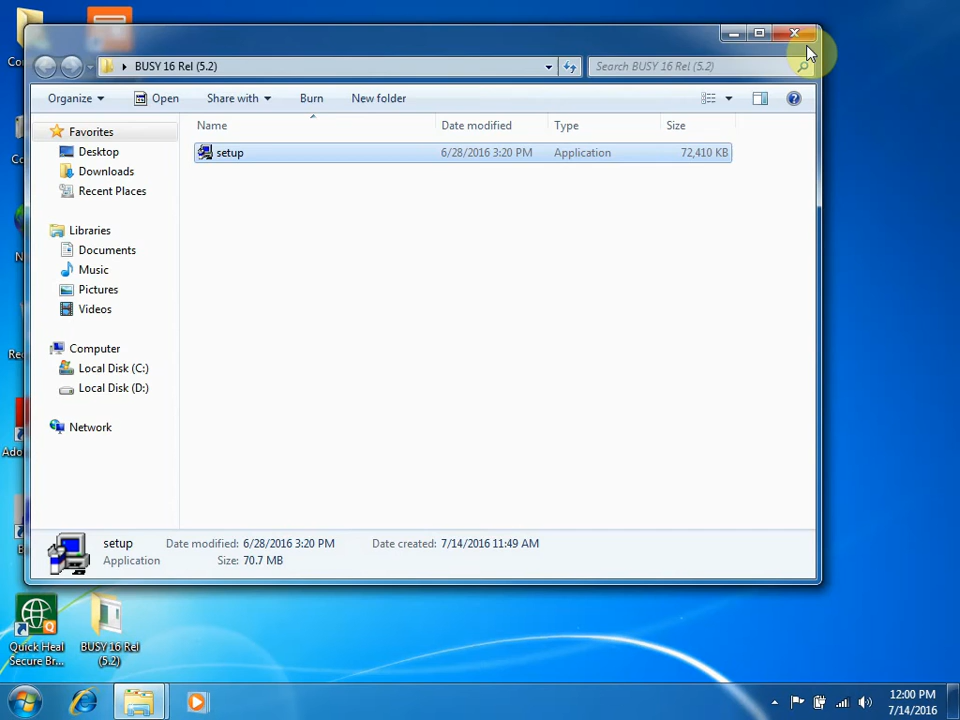 BUSY 16 Rel (5.2)
Search BUSY 16 Rel (5.2)
Organize
Open
Share with
Burn
New folder
Name
Date modified
Type
Size
Favorites
Desktop
Downloads
Recent Places
Libraries
Documents
Music
Pictures
Videos
Computer
Local Disk (C:)
Local Disk (D:)
Network
setup
6/28/2016 3:20 PM
Application
72,410 KB
setup
Date modified: 6/28/2016 3:20 PM
Date created: 7/14/2016 11:49 AM
Application
Size: 70.7 MB
Quick Heal
Secure Br...
BUSY 16 Rel
(5.2)
12:00 PM
7/14/2016